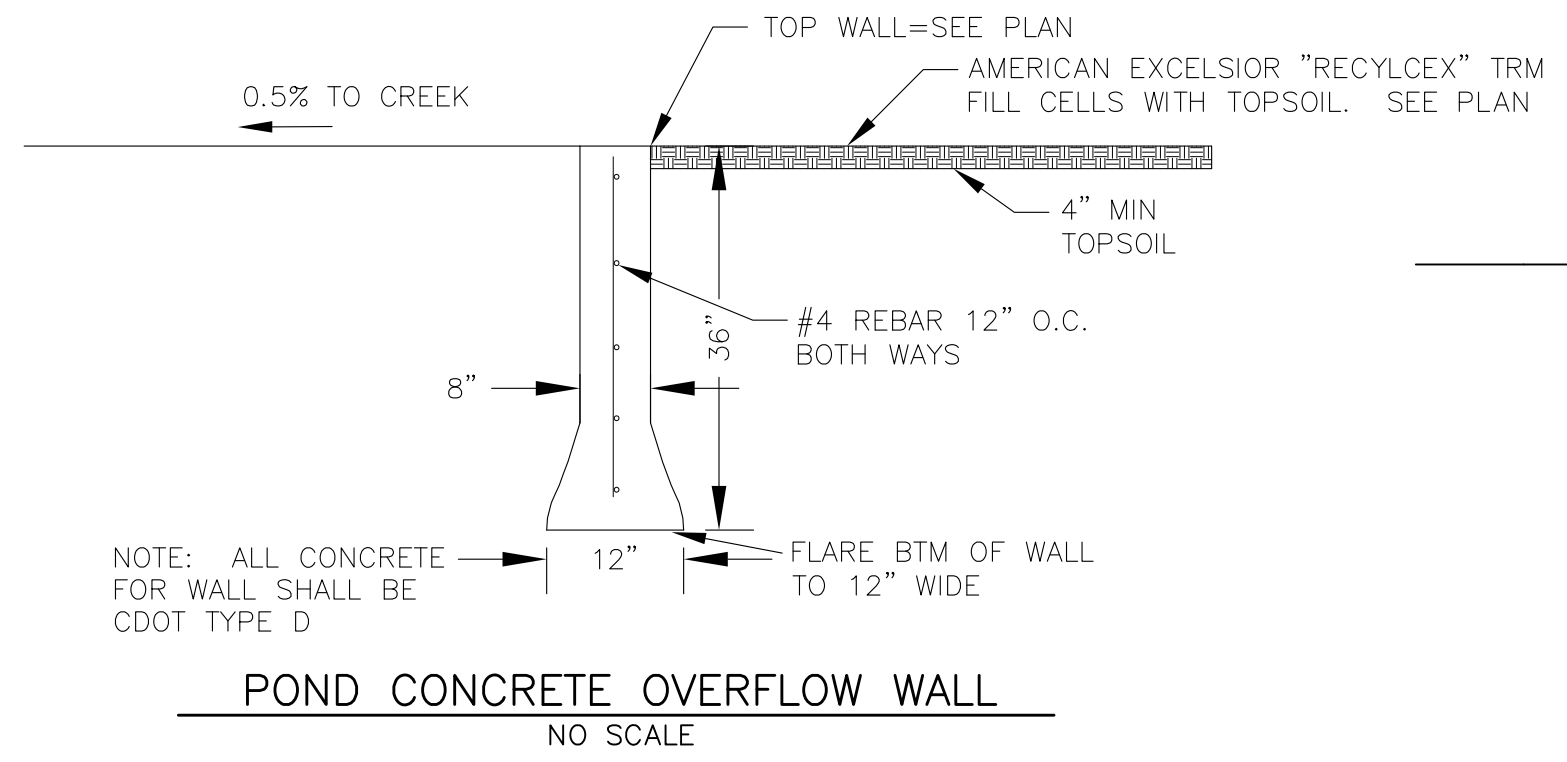 TOP WALL=SEE PLAN
AMERICAN EXCELSIOR "RECYLCEX" TRM
FILL CELLS WITH TOPSOIL. SEE PLAN
0.5% TO CREEK
4" MIN
TOPSOIL
#4 REBAR 12" O.C.
BOTH WAYS
36"
8"
12"
FLARE BTM OF WALL
TO 12" WIDE
NOTE: ALL CONCRETE
FOR WALL SHALL BE
CDOT TYPE D
POND CONCRETE OVERFLOW WALL
NO SCALE